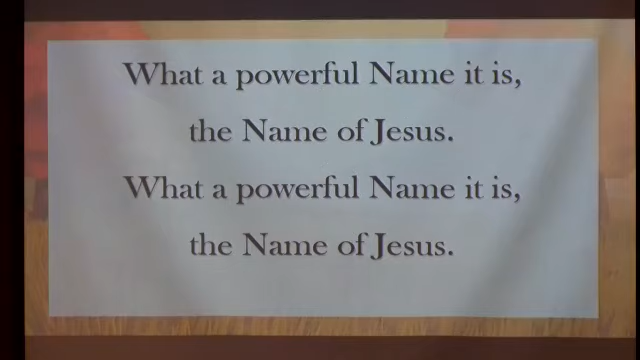 What a powerful Name it is,
the Name of Jesus.
What a powerful Name it is,
the Name of Jesus.